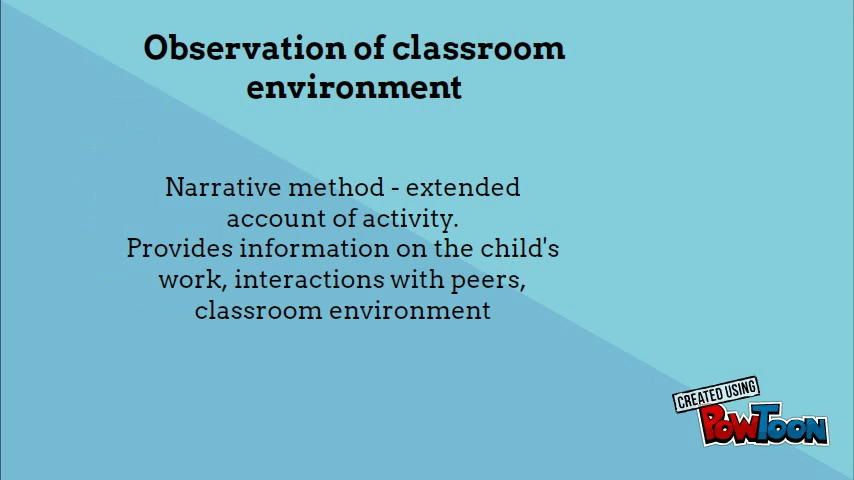 Observation of classroom
environment
Narrative method - extended
account of activity.
Provides information on the child's
work, interactions with peers,
classroom environment
CREATED USING
POWTOON